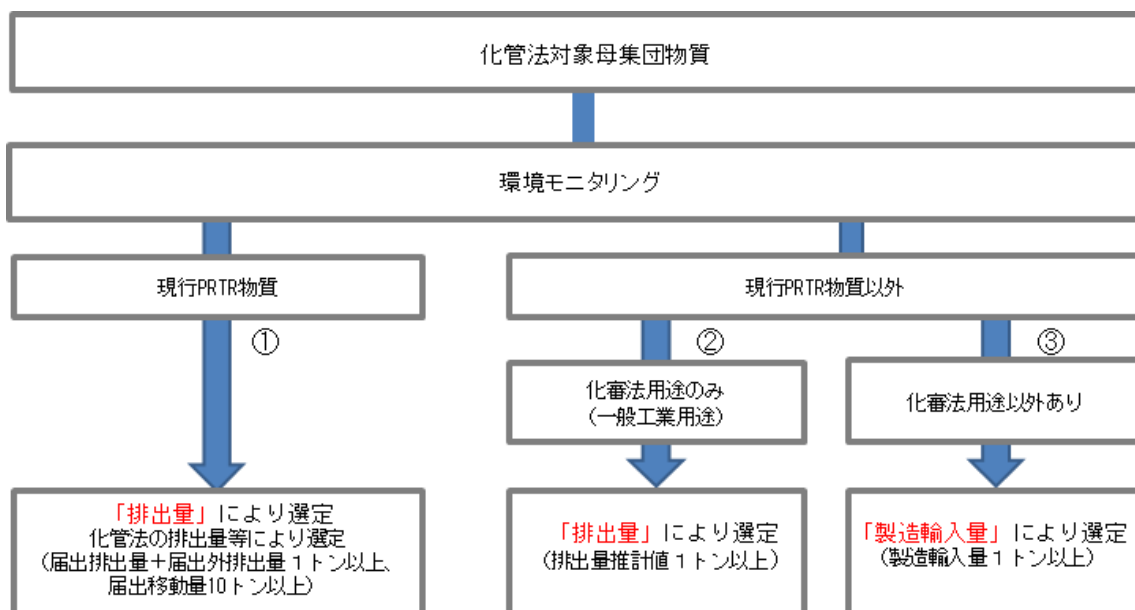 化管法対象母集団物質
環境モニタリング
現行PRTR物質
現行PRTR物質以外
①
②
③
化審法用途のみ
(一般工業用途)
化審法用途以外あり
「排出量」により選定
化管法の排出量等により選定
(届出排出量+届出外排出量1トン以上、
届出移動量10トン以上)
「排出量」により選定
(排出量推計値1トン以上)
「製造輸入量」により選定
(製造輸入量1トン以上)